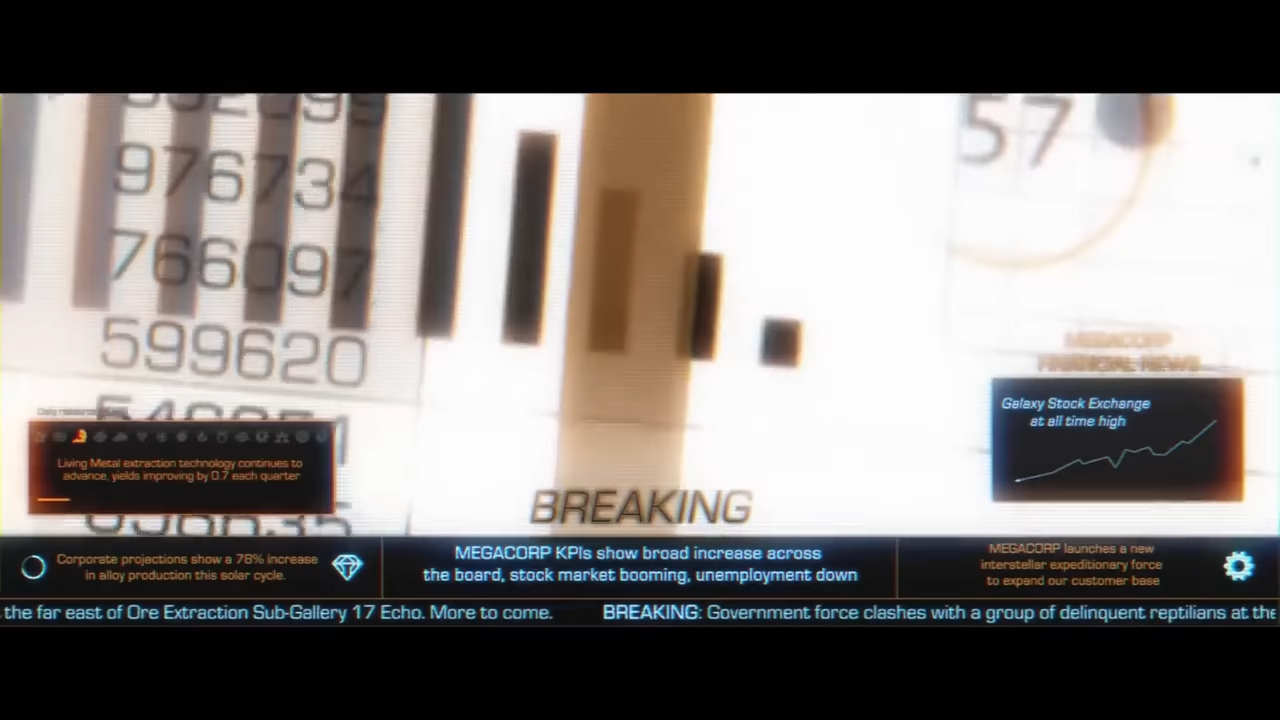 976734
57
766097
599620
MEGACORP
FINANCIAL NEWS
Galaxy Stock Exchange
at all time high
Living Metal extraction technology continues to
advance, yields improving by 0.7 each quarter
BREAKING
Corporate projections show a 78% increase
in alloy production this solar cycle.
MEGACORP KPIs show broad increase across
the board, stock market booming, unemployment down
MEGACORP launches a new
interstellar expeditionary force
to expand our customer base
the far east of Ore Extraction Sub-Gallery 17 Echo. More to come.
BREAKING: Government force clashes with a group of delinquent reptilians at the